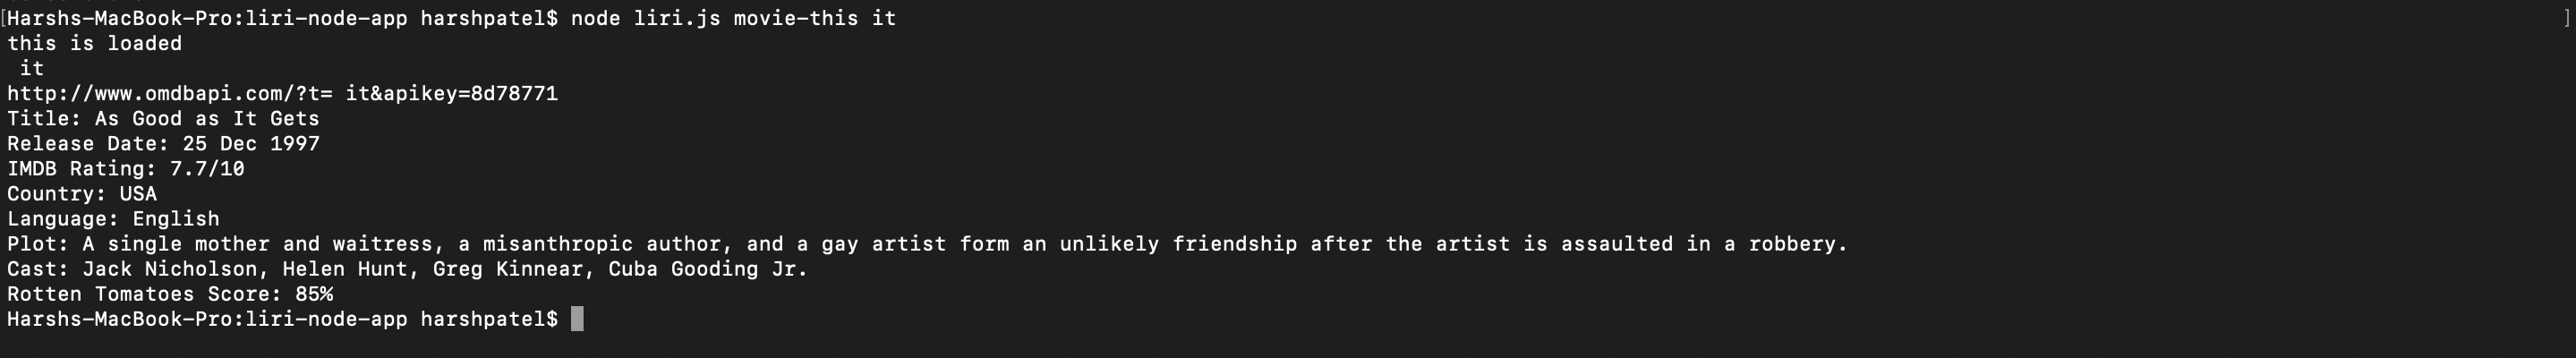 [Harshs-MacBook-Pro:liri-node-app harshpatel$ node liri.js movie-this it ]
this is loaded
 it
http://www.omdbapi.com/?t= it&apikey=8d78771
Title: As Good as It Gets
Release Date: 25 Dec 1997
IMDB Rating: 7.7/10
Country: USA
Language: English
Plot: A single mother and waitress, a misanthropic author, and a gay artist form an unlikely friendship after the artist is assaulted in a robbery.
Cast: Jack Nicholson, Helen Hunt, Greg Kinnear, Cuba Gooding Jr.
Rotten Tomatoes Score: 85%
Harshs-MacBook-Pro:liri-node-app harshpatel$